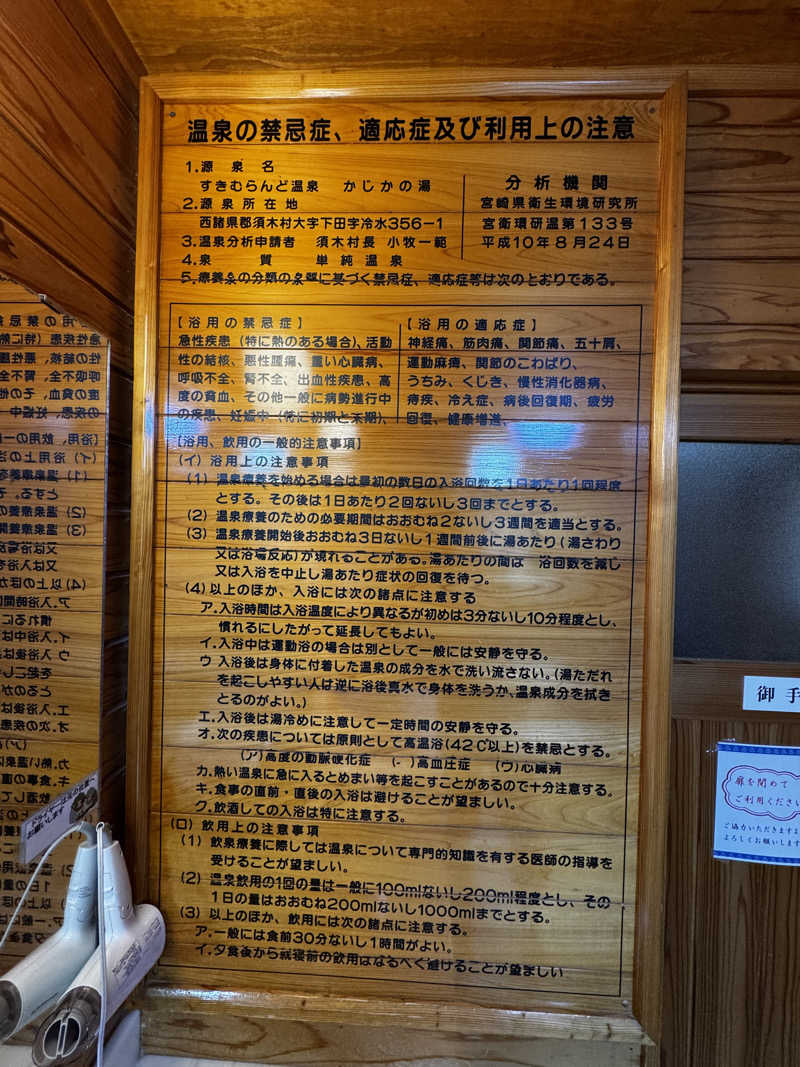 温泉の禁忌症、適応症及び利用上の注意
1.源泉名
すきむらんど温泉 かじかの湯
2.源泉所在地
西諸県郡須木村大字下田字冷水356-1
3.温泉分析申請者 須木村長 小牧一範
4.泉質 単純温泉
分析機関
宮崎県衛生環境研究所
宮衛環研温第133号
平成10年8月24日
5.療養泉の分類の泉質に基づく禁忌症、適応症等は次のとおりである。
【浴用の禁忌症】
急性疾患(特に熱のある場合)、活動
性の結核、悪性腫瘍、重い心臓病、
呼吸不全、腎不全、出血性疾患、高
度の貧血、その他一般に病勢進行中
の疾患、妊娠中(特に初期と末期)、
【浴用の適応症】
神経痛、筋肉痛、関節痛、五十肩、
運動麻痺、関節のこわばり、
うちみ、くじき、慢性消化器病、
痔疾、冷え症、病後回復期、疲労
回復、健康増進、
【浴用、飲用の一般的注意事項】
(イ)浴用上の注意事項
(1)温泉療養を始める場合は最初の数日の入浴回数を1日あたり1回程度
とする。その後は1日あたり2回ないし3回までとする。
(2)温泉療養のための必要期間はおおむね2ないし3週間を適当とする。
(3)温泉療養開始後おおむね3日ないし1週間前後に湯あたり(湯さわり
又は浴場反応)が現れることがある。湯あたりの間は 浴回数を減じ
又は入浴を中止し湯あたり症状の回復を待つ。
(4)以上のほか、入浴には次の諸点に注意する
ア.入浴時間は入浴温度により異なるが初めは3分ないし10分程度とし、
慣れるにしたがって延長してもよい。
イ.入浴中は運動浴の場合は別として一般には安静を守る。
ウ 入浴後は身体に付着した温泉の成分を水で洗い流さない。(湯ただれ
を起こしやすい人は逆に浴後真水で身体を洗うか、温泉成分を拭き
とるのがよい。)
エ.入浴後は湯冷めに注意して一定時間の安静を守る。
オ.次の疾患については原則として高温浴(42℃以上)を禁忌とする。
(ア)高度の動脈硬化症 (-)高血圧症 (ウ)心臓病
カ.熱い温泉に急に入るとめまい等を起こすことがあるので十分注意する。
キ.食事の直前・直後の入浴は避けることが望ましい。
ク.飲酒しての入浴は特に注意する。
(ロ)飲用上の注意事項
(1)飲泉療養に際しては温泉について専門的知識を有する医師の指導を
受けることが望ましい。
(2)温泉飲用の1回の量は一般に100mlないし200ml程度とし、その
1日の量はおおむね200mlないし1000mlまでとする。
(3)以上のほか、飲用には次の諸点に注意する。
ア.一般には食前30分ないし1時間がよい。
イ.夕食後から就寝前の飲用はなるべく避けることが望ましい
御手
扉を閉めて
ご利用ください
ご協力いただきますよ
よろしくお願いします
お願いします